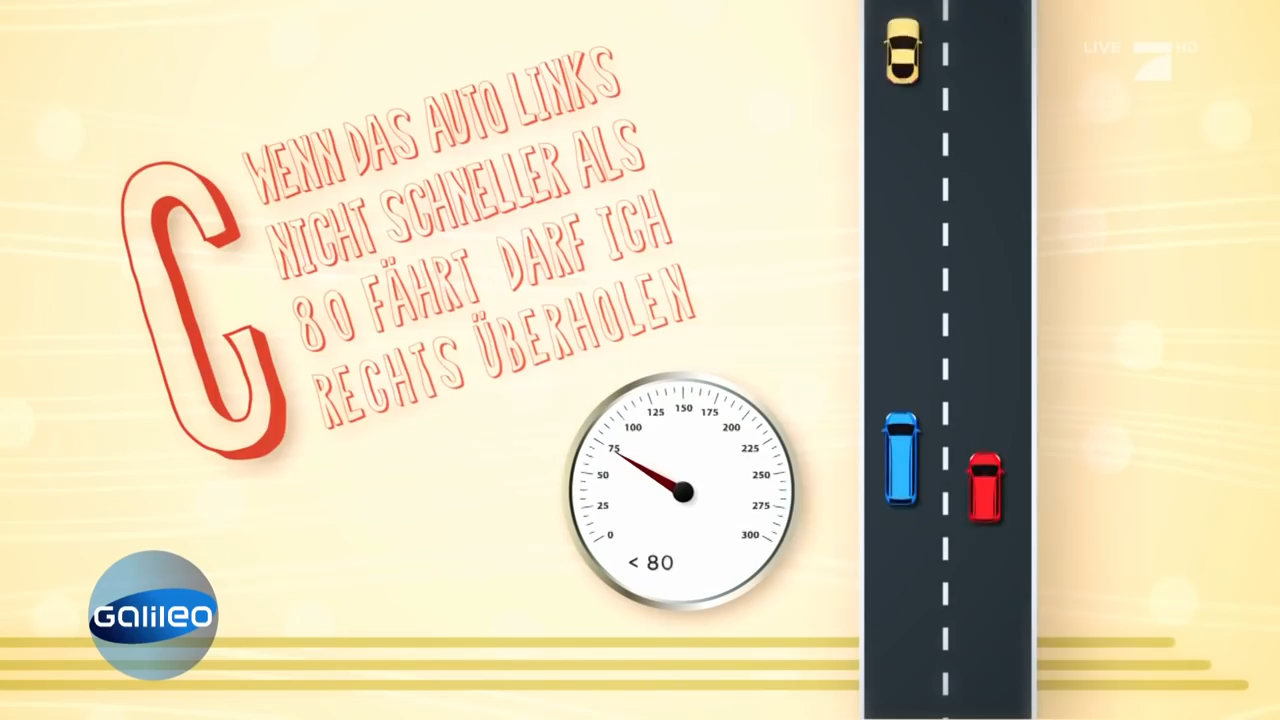 LIVE HD
C
WENN DAS AUTO LINKS
NICHT SCHNELLER ALS
80 FÄHRT DARF ICH
RECHTS ÜBERHOLEN
0
25
50
75
100
125
150
175
200
225
250
275
300
< 80
Galileo